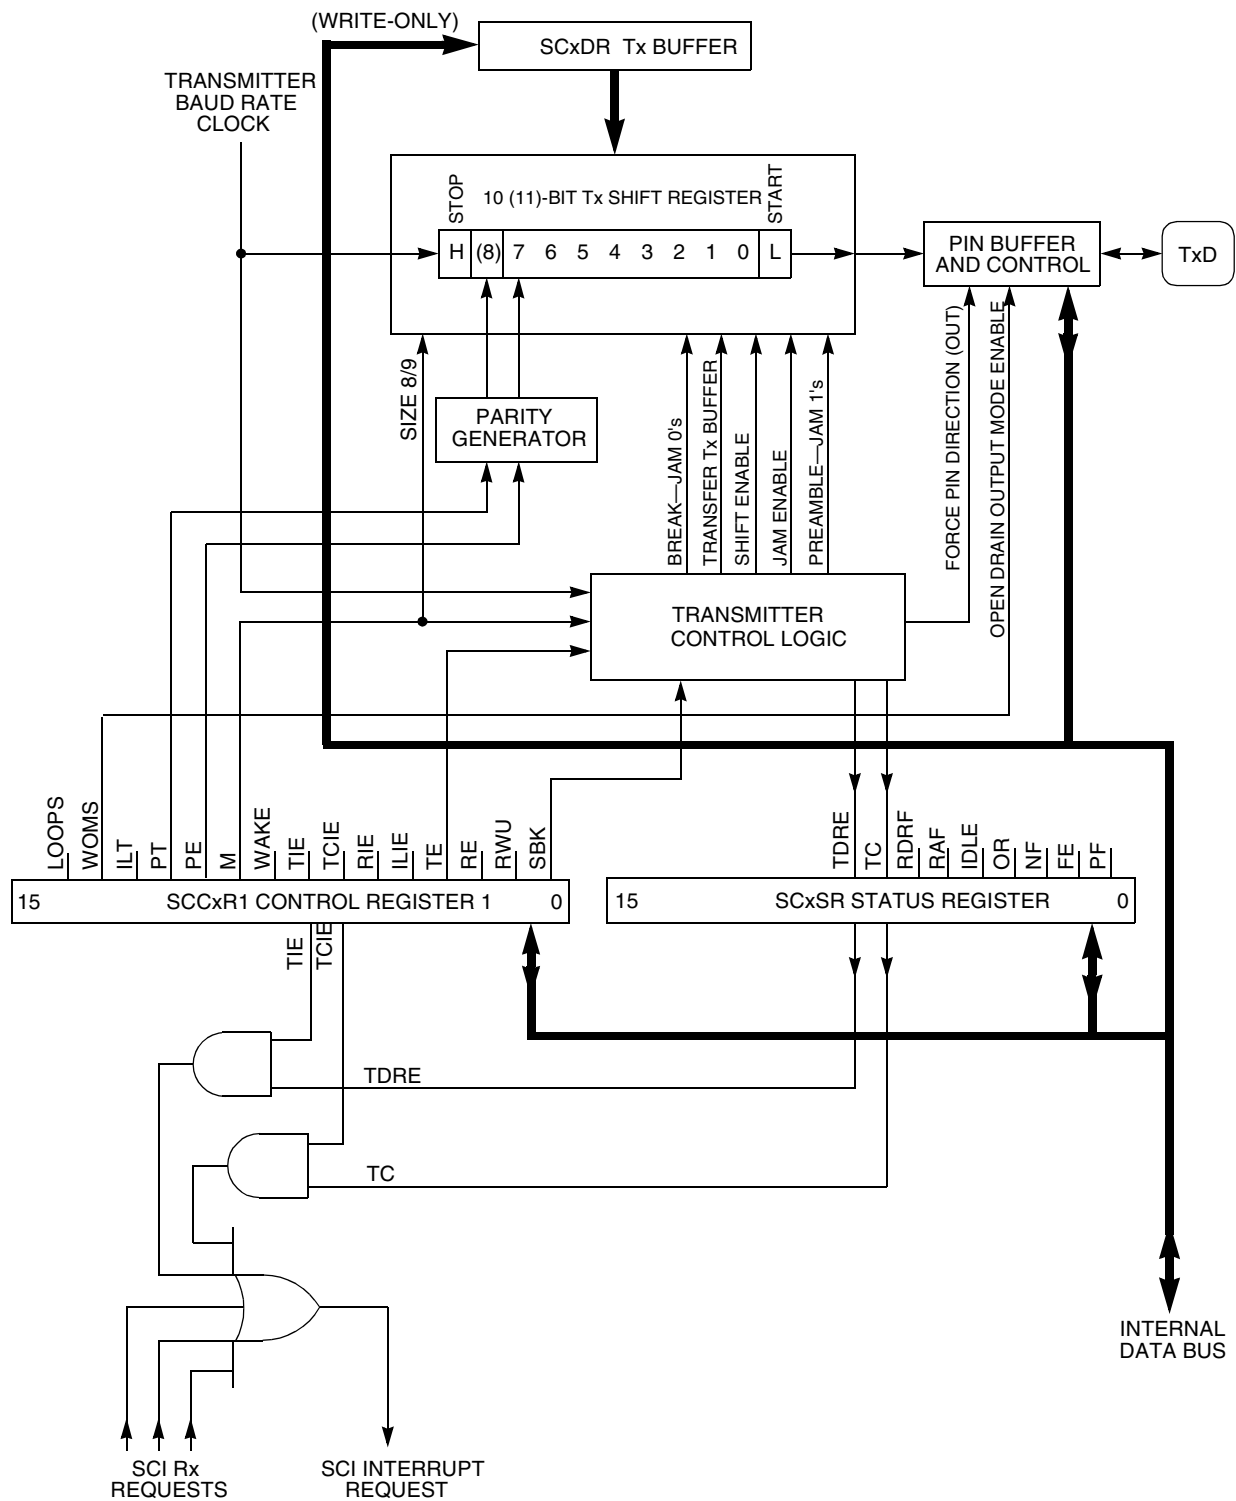 (WRITE-ONLY)
SCxDR Tx BUFFER
TRANSMITTER
BAUD RATE
CLOCK
STOP
10 (11)-BIT Tx SHIFT REGISTER
START
H (8) 7 6 5 4 3 2 1 0 L
PIN BUFFER
AND CONTROL
TxD
SIZE 8/9
PARITY
GENERATOR
BREAK—JAM 0's
TRANSFER Tx BUFFER
SHIFT ENABLE
JAM ENABLE
PREAMBLE—JAM 1's
FORCE PIN DIRECTION (OUT)
OPEN DRAIN OUTPUT MODE ENABLE
TRANSMITTER
CONTROL LOGIC
LOOPS
WOMS
ILT
PT
PE
M
WAKE
TIE
TCIE
RIE
ILIE
TE
RE
RWU
SBK
TDRE
TC
RDRF
RAF
IDLE
OR
NF
FE
PF
15 SCCxR1 CONTROL REGISTER 1 0
15 SCxSR STATUS REGISTER 0
TIE
TCIE
TDRE
TC
INTERNAL
DATA BUS
SCI Rx
REQUESTS
SCI INTERRUPT
REQUEST